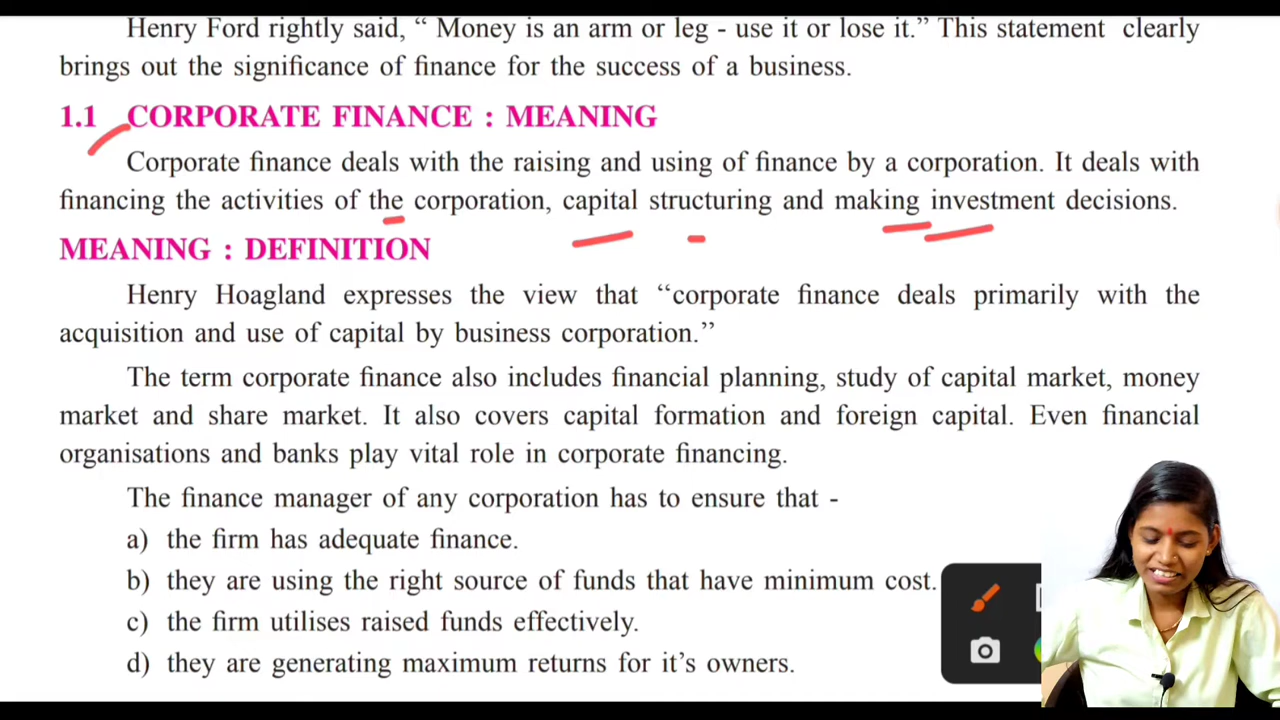 Henry Ford rightly said, “ Money is an arm or leg - use it or lose it.” This statement clearly
brings out the significance of finance for the success of a business.
1.1 CORPORATE FINANCE : MEANING
Corporate finance deals with the raising and using of finance by a corporation. It deals with
financing the activities of the corporation, capital structuring and making investment decisions.
MEANING : DEFINITION
Henry Hoagland expresses the view that ‘‘corporate finance deals primarily with the
acquisition and use of capital by business corporation.’’
The term corporate finance also includes financial planning, study of capital market, money
market and share market. It also covers capital formation and foreign capital. Even financial
organisations and banks play vital role in corporate financing.
The finance manager of any corporation has to ensure that -
a) the firm has adequate finance.
b) they are using the right source of funds that have minimum cost.
c) the firm utilises raised funds effectively.
d) they are generating maximum returns for it’s owners.